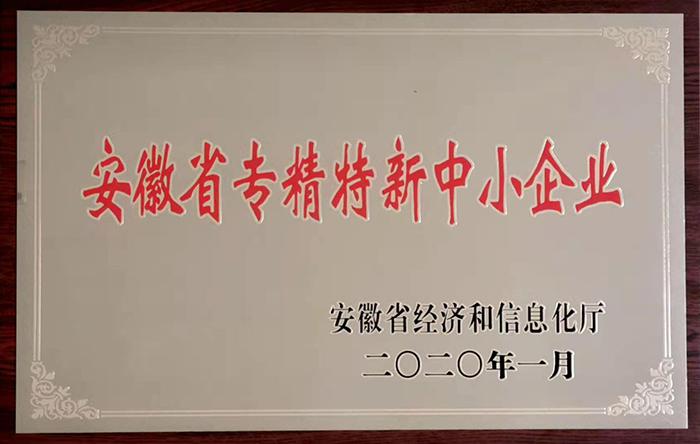 安徽省专精特新中小企业
安徽省经济和信息化厅
二〇二〇年一月